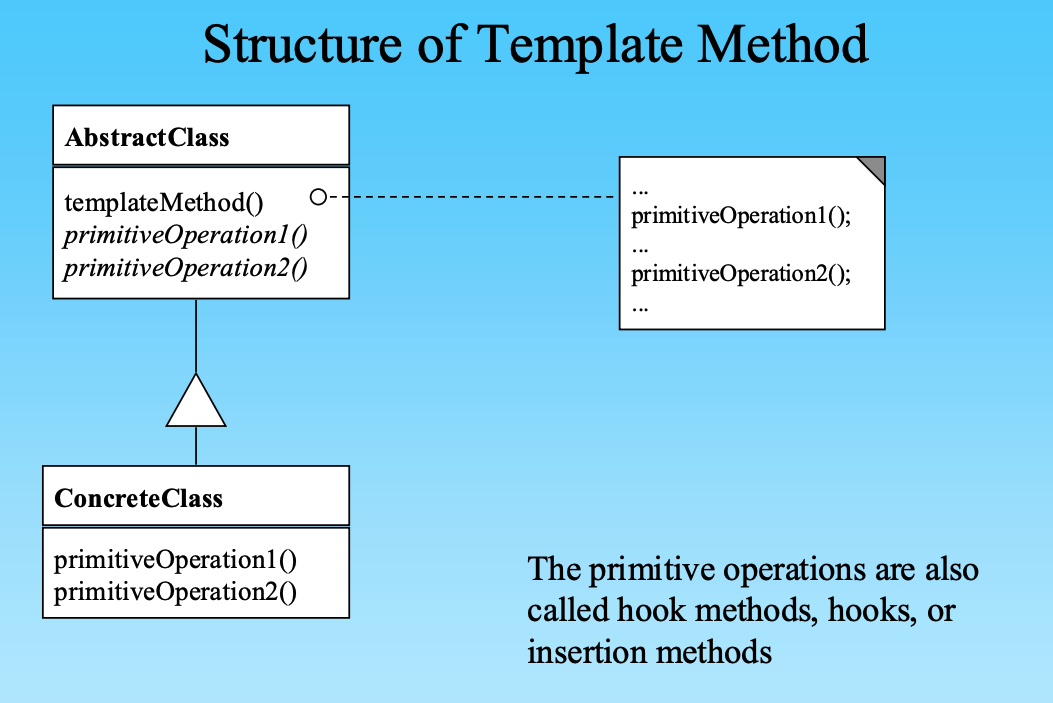 Structure of Template Method
AbstractClass
templateMethod()
primitiveOperation1()
primitiveOperation2()
...
primitiveOperation1();
...
primitiveOperation2();
...
ConcreteClass
primitiveOperation1()
primitiveOperation2()
The primitive operations are also
called hook methods, hooks, or
insertion methods